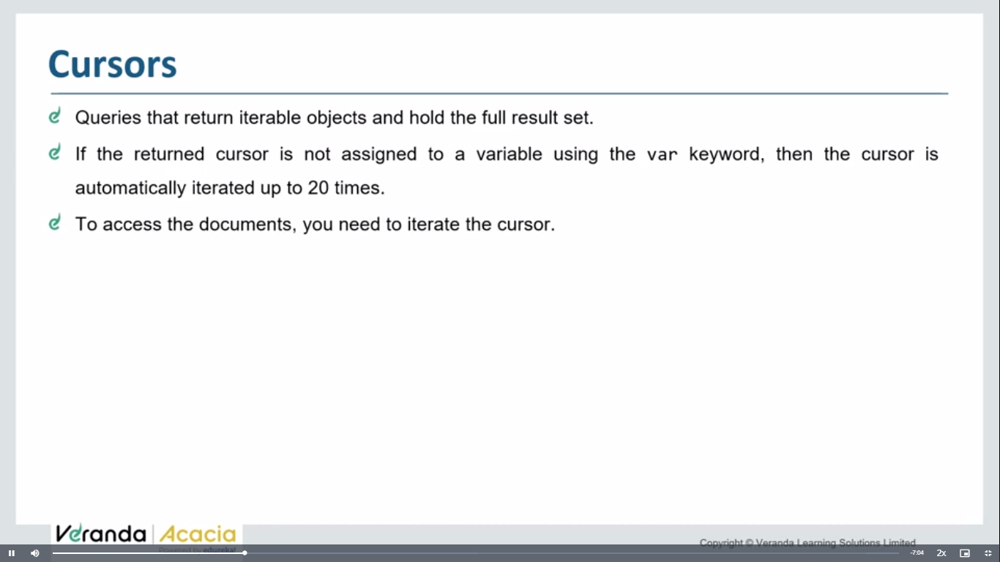 Cursors
Queries that return iterable objects and hold the full result set.
If the returned cursor is not assigned to a variable using the var keyword, then the cursor is
automatically iterated up to 20 times.
To access the documents, you need to iterate the cursor.
Veranda | Acacia
Powered by edureka!
Copyright © Veranda Learning Solutions Limited
-7:04
2x